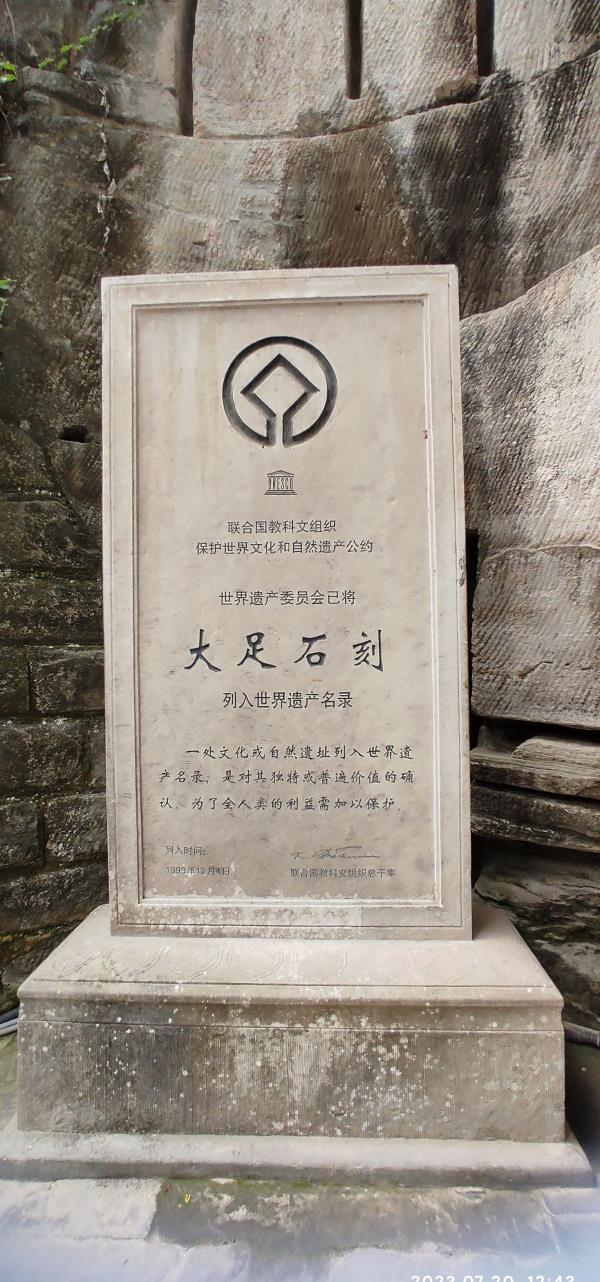 UNESCO
联合国教科文组织
保护世界文化和自然遗产公约
世界遗产委员会已将
大足石刻
列入世界遗产名录
一处文化或自然遗址列入世界遗
产名录，是对其独特或普遍价值的确
认，为了全人类的利益需加以保护
列入时间：
1999年12月4日
联合国教科文组织总干事